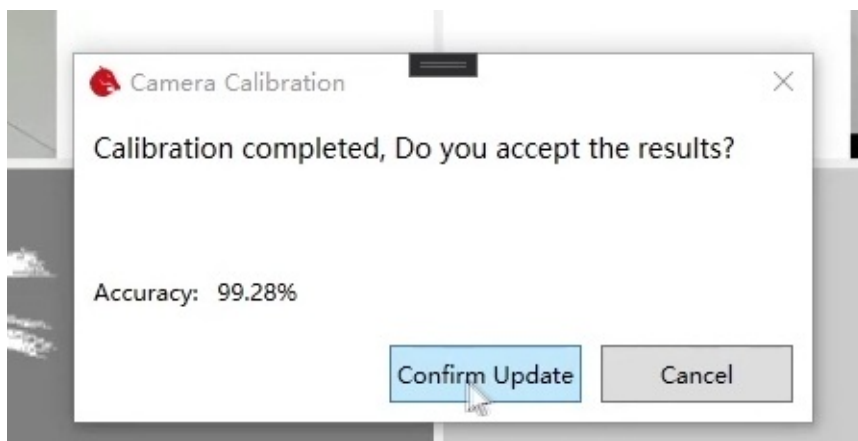 Camera Calibration
Calibration completed, Do you accept the results?
Accuracy: 99.28%
Confirm Update
Cancel